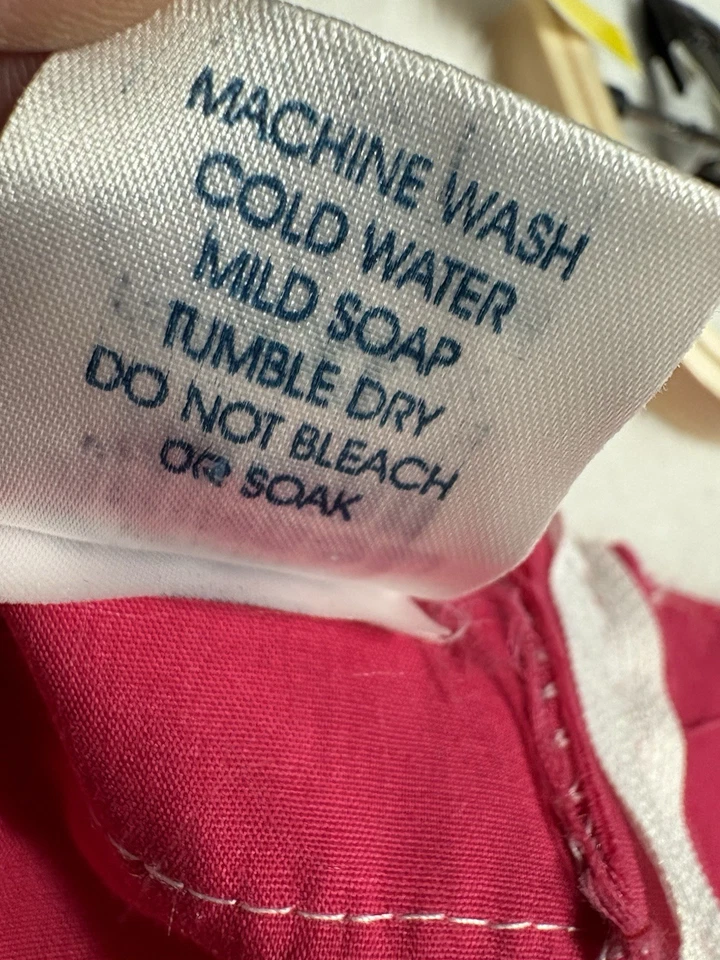 MACHINE WASH
COLD WATER
MILD SOAP
TUMBLE DRY
DO NOT BLEACH
OR SOAK